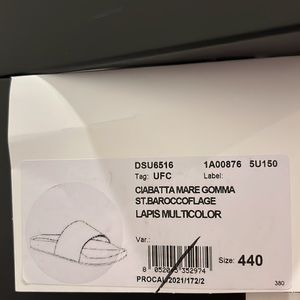 DSU6516 1A00876 5U150
Tag: UFC Label:
CIABATTA MARE GOMMA
ST.BAROCCOFLAGE
LAPIS MULTICOLOR
Var.:
Size: 440
PROCAL/2021/172/2
380